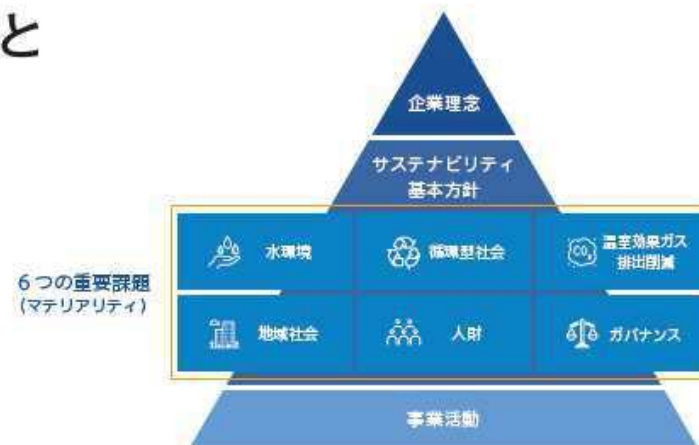 と
企業理念
サステナビリティ
基本方針
6つの重要課題
(マテリアリティ)
水環境
循環型社会
CO₂
温室効果ガス
排出削減
地域社会
人財
ガバナンス
事業活動